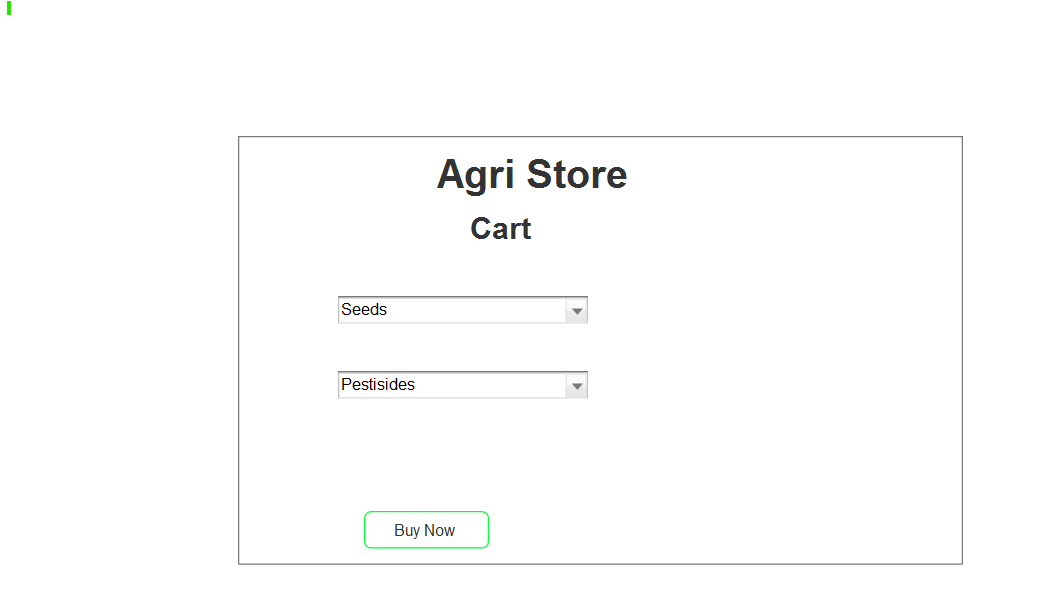 Agri Store
Cart
Seeds
Pestisides
Buy Now